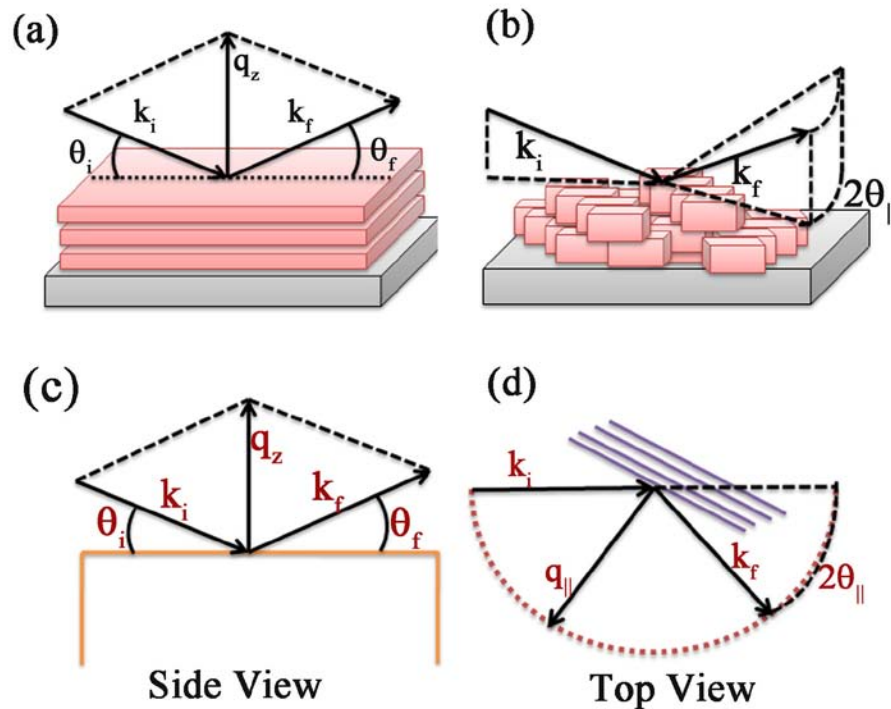 (a)
q_z
k_i
k_f
θ_i
θ_f
(b)
k_i
k_f
2θ_|
(c)
q_z
k_i
k_f
θ_i
θ_f
Side View
(d)
k_i
q_||
k_f
2θ_||
Top View